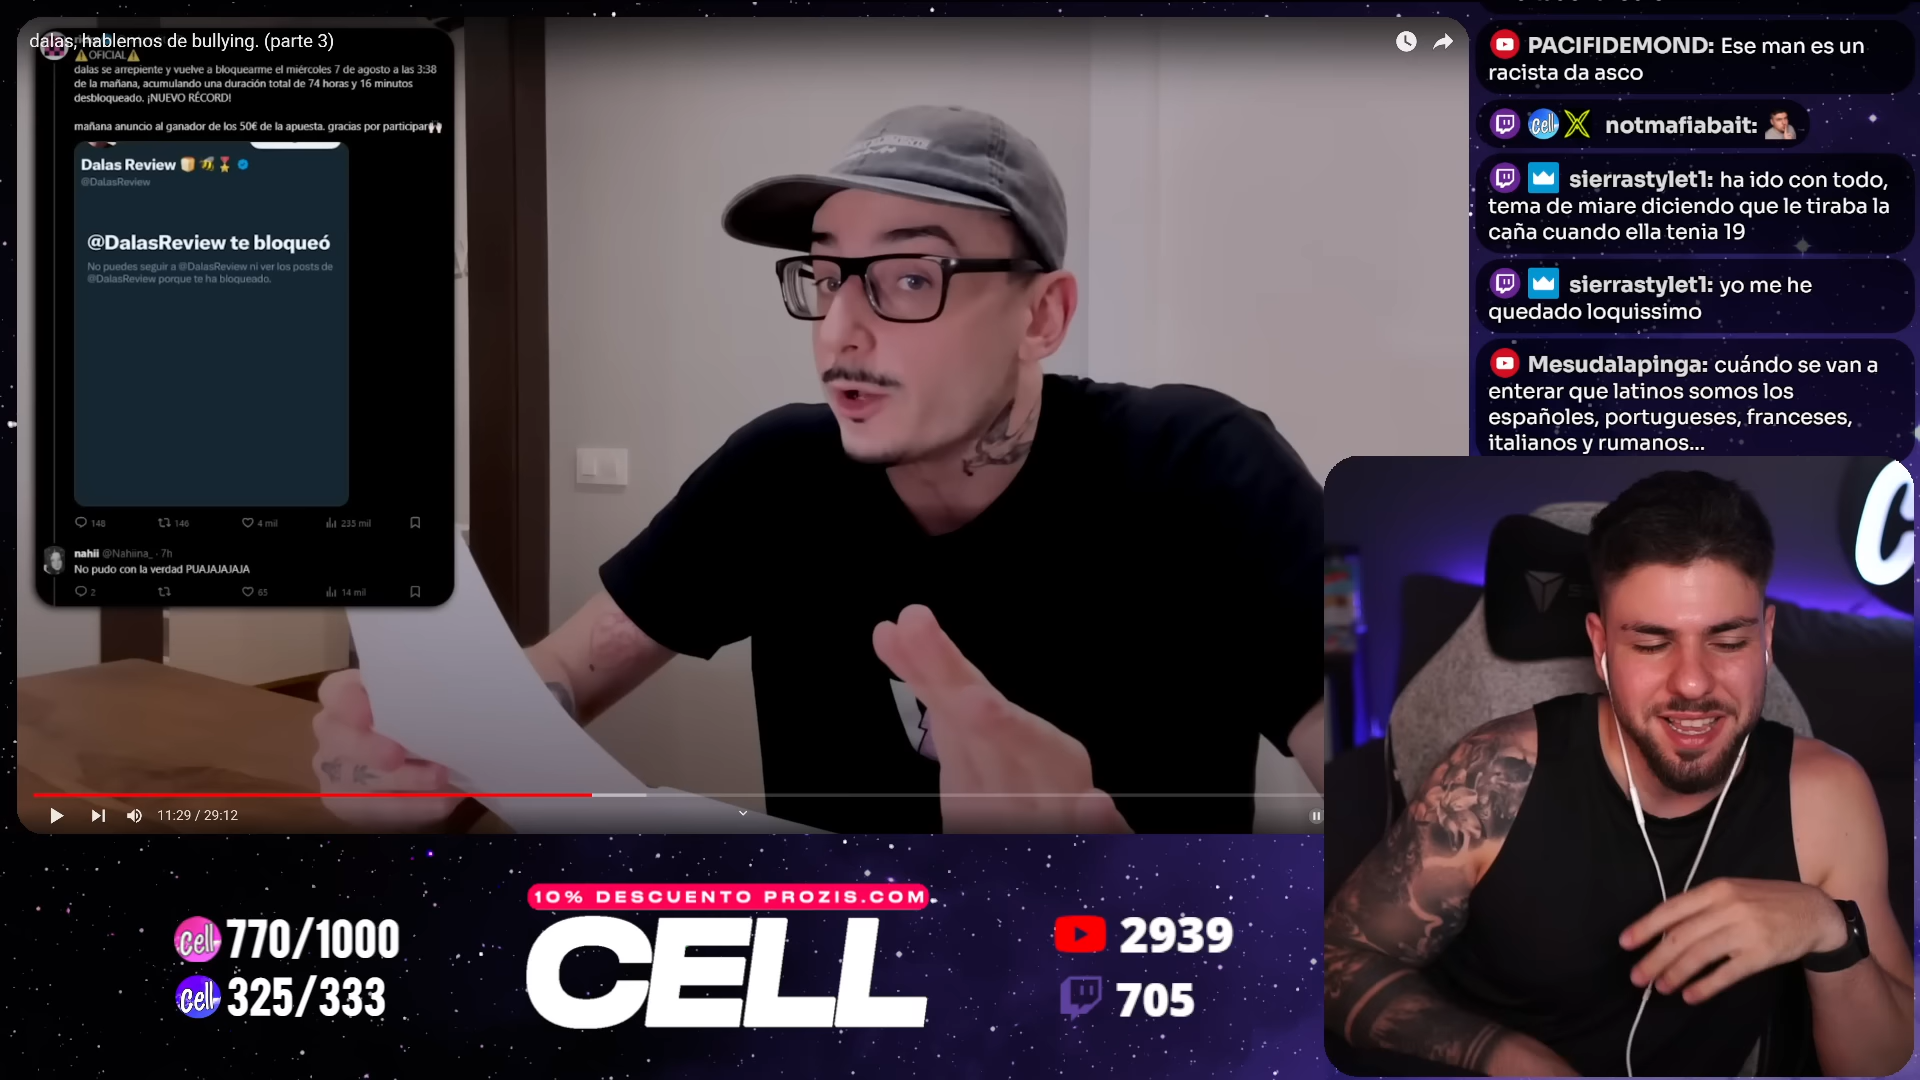 dalas, hablemos de bullying. (parte 3)
⚠OFICIAL⚠
dalas se arrepiente y vuelve a bloquearme el miércoles 7 de agosto a las 3:38
de la mañana, acumulando una duración total de 74 horas y 16 minutos
desbloqueado. ¡NUEVO RÉCORD!
mañana anuncio al ganador de los 50€ de la apuesta. gracias por participar
Dalas Review
@DalasReview
@DalasReview te bloqueó
No puedes seguir a @DalasReview ni ver los posts de
@DalasReview porque te ha bloqueado.
148 146 4 mil 235 mil
nahii @Nahiina_ · 7h
No pudo con la verdad PUAJAJAJAJA
2 65 14 mil
11:29 / 29:12
PACIFIDEMOND: Ese man es un
racista da asco
cell notmafiabait:
sierrastylet1: ha ido con todo,
tema de miare diciendo que le tiraba la
caña cuando ella tenia 19
sierrastylet1: yo me he
quedado loquissimo
Mesudalapinga: cuándo se van a
enterar que latinos somos los
españoles, portugueses, franceses,
italianos y rumanos...
10% DESCUENTO PROZIS.COM
CELL
cell 770/1000
cell 325/333
2939
705